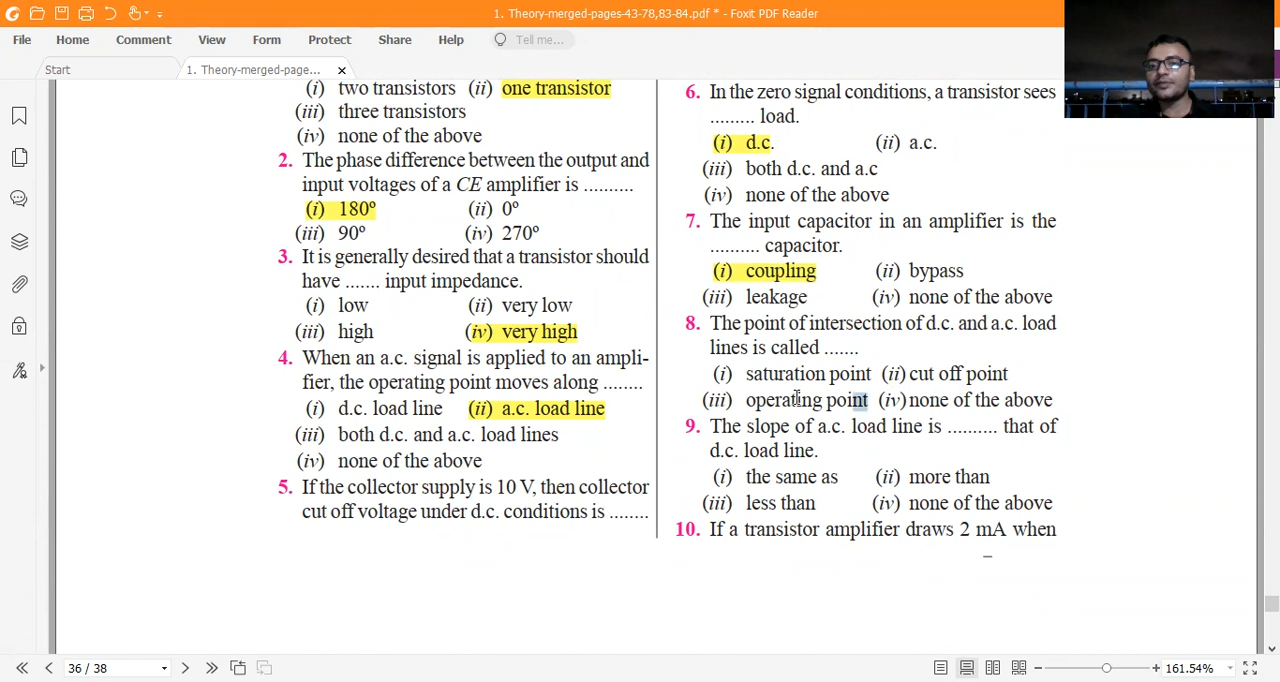 1. Theory-merged-pages-43-78,83-84.pdf * - Foxit PDF Reader
File Home Comment View Form Protect Share Help Tell me...
Start 1. Theory-merged-page...
(i) two transistors (ii) one transistor
(iii) three transistors
(iv) none of the above
2. The phase difference between the output and
input voltages of a CE amplifier is ..........
(i) 180º (ii) 0º
(iii) 90º (iv) 270º
3. It is generally desired that a transistor should
have ....... input impedance.
(i) low (ii) very low
(iii) high (iv) very high
4. When an a.c. signal is applied to an ampli-
fier, the operating point moves along ........
(i) d.c. load line (ii) a.c. load line
(iii) both d.c. and a.c. load lines
(iv) none of the above
5. If the collector supply is 10 V, then collector
cut off voltage under d.c. conditions is ........
6. In the zero signal conditions, a transistor sees
......... load.
(i) d.c. (ii) a.c.
(iii) both d.c. and a.c
(iv) none of the above
7. The input capacitor in an amplifier is the
.......... capacitor.
(i) coupling (ii) bypass
(iii) leakage (iv) none of the above
8. The point of intersection of d.c. and a.c. load
lines is called .......
(i) saturation point (ii) cut off point
(iii) operating point (iv) none of the above
9. The slope of a.c. load line is .......... that of
d.c. load line.
(i) the same as (ii) more than
(iii) less than (iv) none of the above
10. If a transistor amplifier draws 2 mA when
36 / 38 161.54%